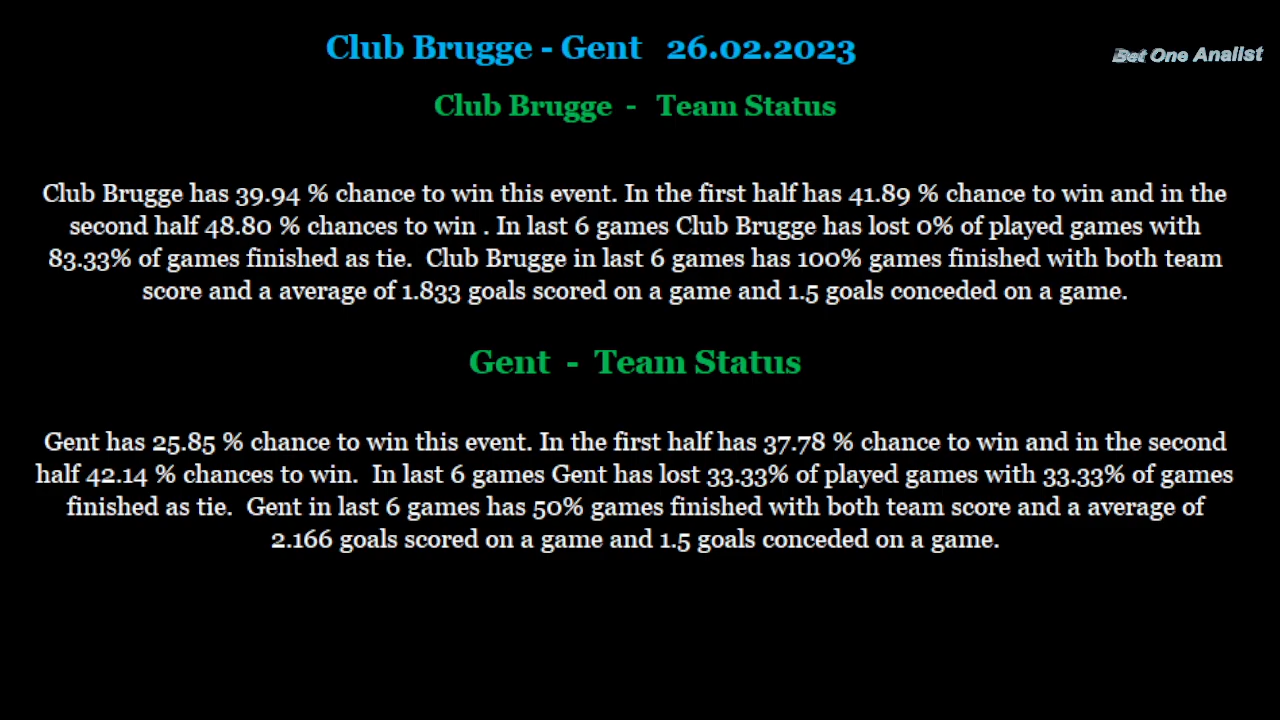 Club Brugge - Gent 26.02.2023
Bet One Analist
Club Brugge - Team Status
Club Brugge has 39.94 % chance to win this event. In the first half has 41.89 % chance to win and in the
second half 48.80 % chances to win . In last 6 games Club Brugge has lost 0% of played games with
83.33% of games finished as tie. Club Brugge in last 6 games has 100% games finished with both team
score and a average of 1.833 goals scored on a game and 1.5 goals conceded on a game.
Gent - Team Status
Gent has 25.85 % chance to win this event. In the first half has 37.78 % chance to win and in the second
half 42.14 % chances to win. In last 6 games Gent has lost 33.33% of played games with 33.33% of games
finished as tie. Gent in last 6 games has 50% games finished with both team score and a average of
2.166 goals scored on a game and 1.5 goals conceded on a game.